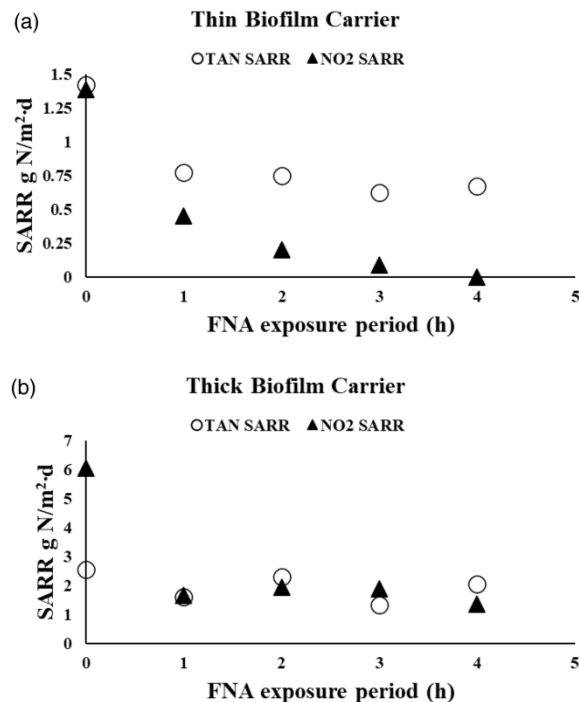 (a)
Thin Biofilm Carrier
○TAN SARR ▲NO2 SARR
SARR g N/m²·d
1.5
1.25
1
0.75
0.5
0.25
0
0 1 2 3 4 5
FNA exposure period (h)
(b)
Thick Biofilm Carrier
○TAN SARR ▲NO2 SARR
SARR g N/m²·d
7
6
5
4
3
2
1
0
0 1 2 3 4 5
FNA exposure period (h)